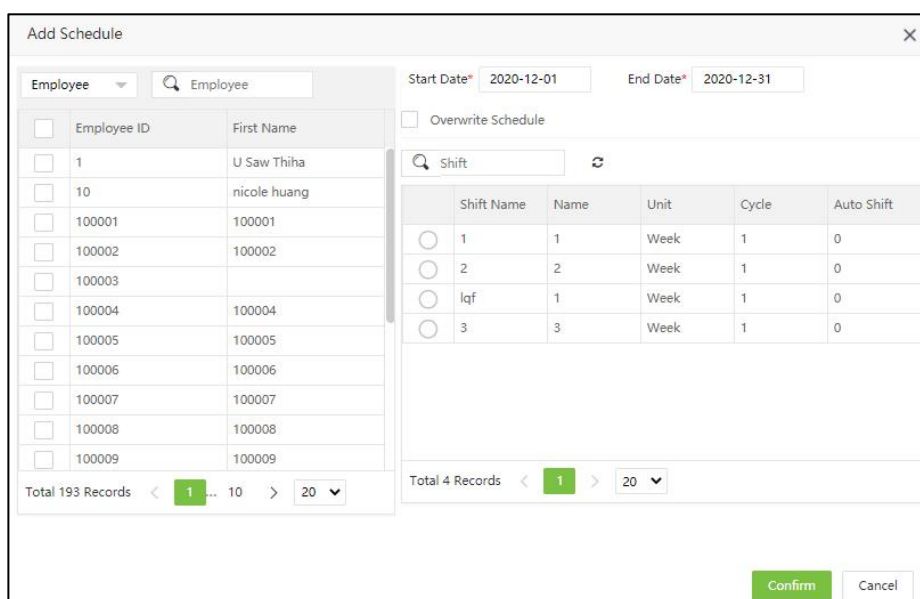 Add Schedule
Employee Employee
Employee ID First Name
1 U Saw Thiha
10 nicole huang
100001 100001
100002 100002
100003
100004 100004
100005 100005
100006 100006
100007 100007
100008 100008
100009 100009
Total 193 Records < 1 ... 10 > 20
Start Date* 2020-12-01 End Date* 2020-12-31
Overwrite Schedule
Shift
Shift Name Name Unit Cycle Auto Shift
1 1 Week 1 0
2 2 Week 1 0
lqf 1 Week 1 0
3 3 Week 1 0
Total 4 Records < 1 > 20
Confirm Cancel